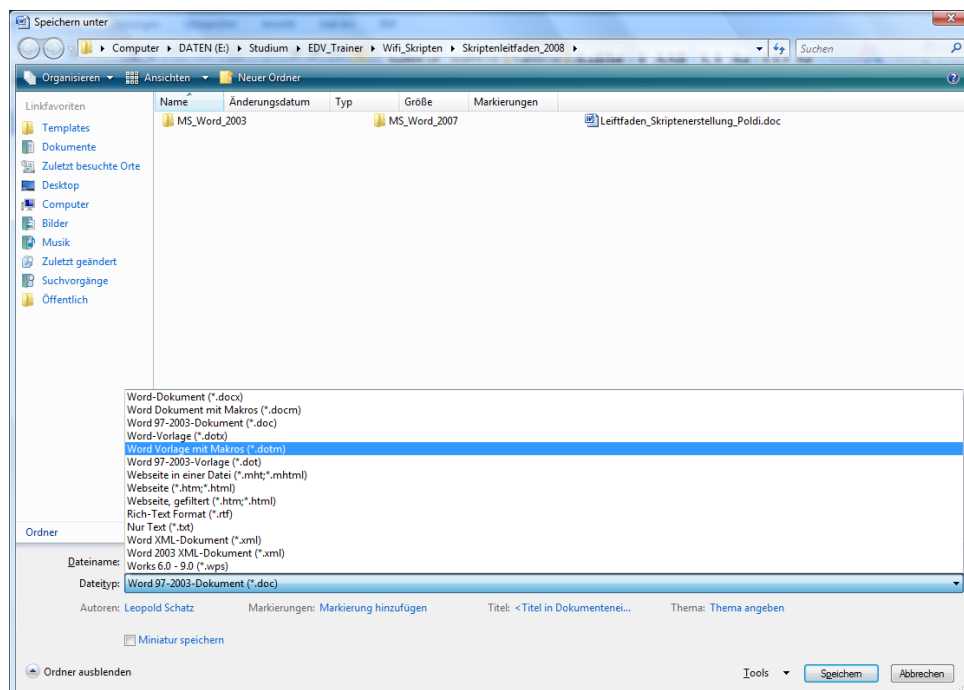 Speichern unter
Computer DATEN (E:) Studium EDV_Trainer Wifi_Skripten Skriptenleitfaden_2008 Suchen
Organisieren Ansichten Neuer Ordner
Linkfavoriten
Templates
Dokumente
Zuletzt besuchte Orte
Desktop
Computer
Bilder
Musik
Zuletzt geändert
Suchvorgänge
Öffentlich
Ordner
Name Änderungsdatum Typ Größe Markierungen
MS_Word_2003 MS_Word_2007 Leiftfaden_Skriptenerstellung_Poldi.doc
Word-Dokument (*.docx)
Word Dokument mit Makros (*.docm)
Word 97-2003-Dokument (*.doc)
Word-Vorlage (*.dotx)
Word Vorlage mit Makros (*.dotm)
Word 97-2003-Vorlage (*.dot)
Webseite in einer Datei (*.mht;*.mhtml)
Webseite (*.htm;*.html)
Webseite, gefiltert (*.htm;*.html)
Rich-Text Format (*.rtf)
Nur Text (*.txt)
Word XML-Dokument (*.xml)
Word 2003 XML-Dokument (*.xml)
Works 6.0 - 9.0 (*.wps)
Dateiname:
Dateityp: Word 97-2003-Dokument (*.doc)
Autoren: Leopold Schatz Markierungen: Markierung hinzufügen Titel: <Titel in Dokumentenei... Thema: Thema angeben
Miniatur speichern
Ordner ausblenden Tools Speichern Abbrechen